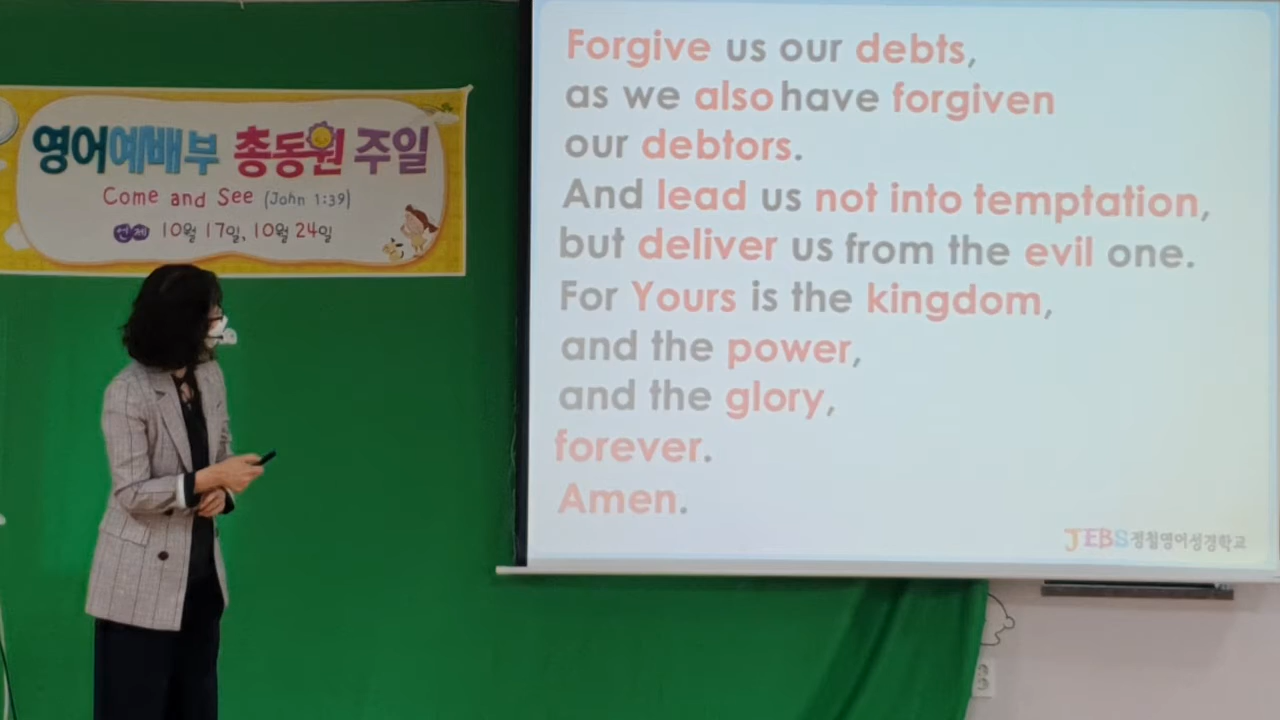 영어예배부 총동원 주일
Come and See (John 1:39)
언제 10월 17일, 10월 24일
Forgive us our debts,
as we also have forgiven
our debtors.
And lead us not into temptation,
but deliver us from the evil one.
For Yours is the kingdom,
and the power,
and the glory,
forever.
Amen.
JEBS정철영어성경학교